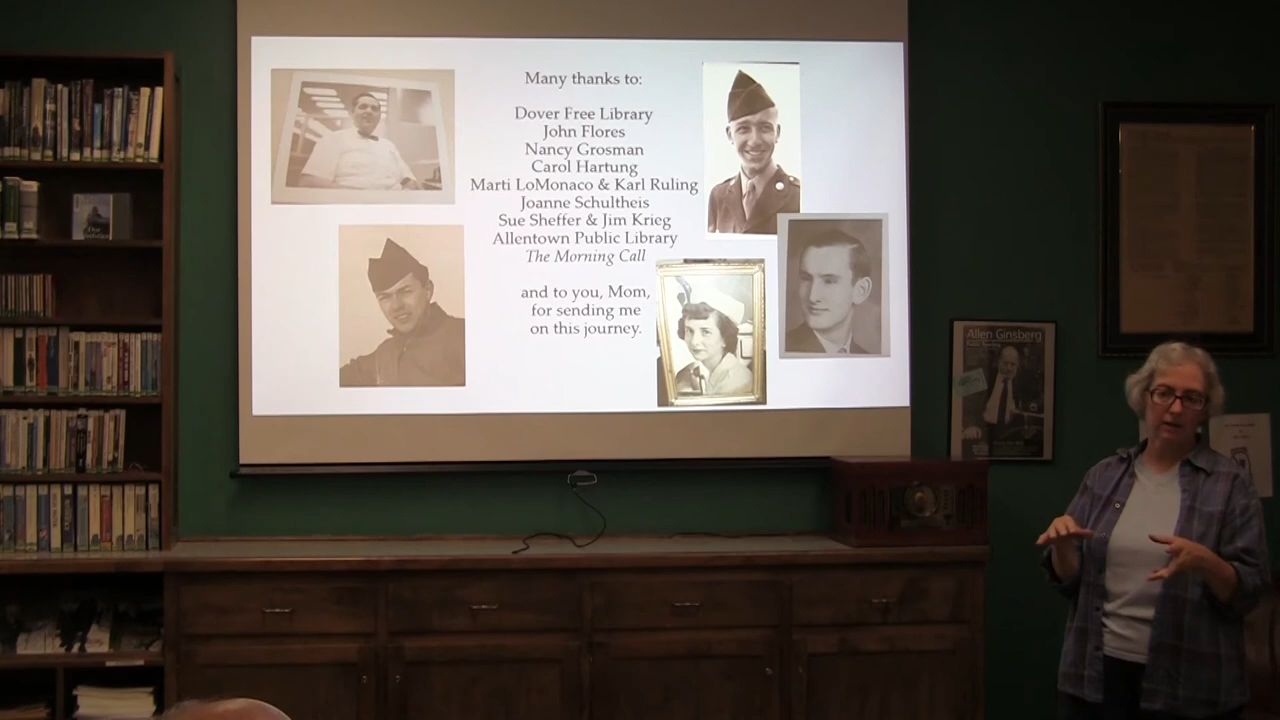 Many thanks to:
Dover Free Library
John Flores
Nancy Grosman
Carol Hartung
Marti LoMonaco & Karl Ruling
Joanne Schultheis
Sue Sheffer & Jim Krieg
Allentown Public Library
The Morning Call
and to you, Mom,
for sending me
on this journey.
Allen Ginsberg